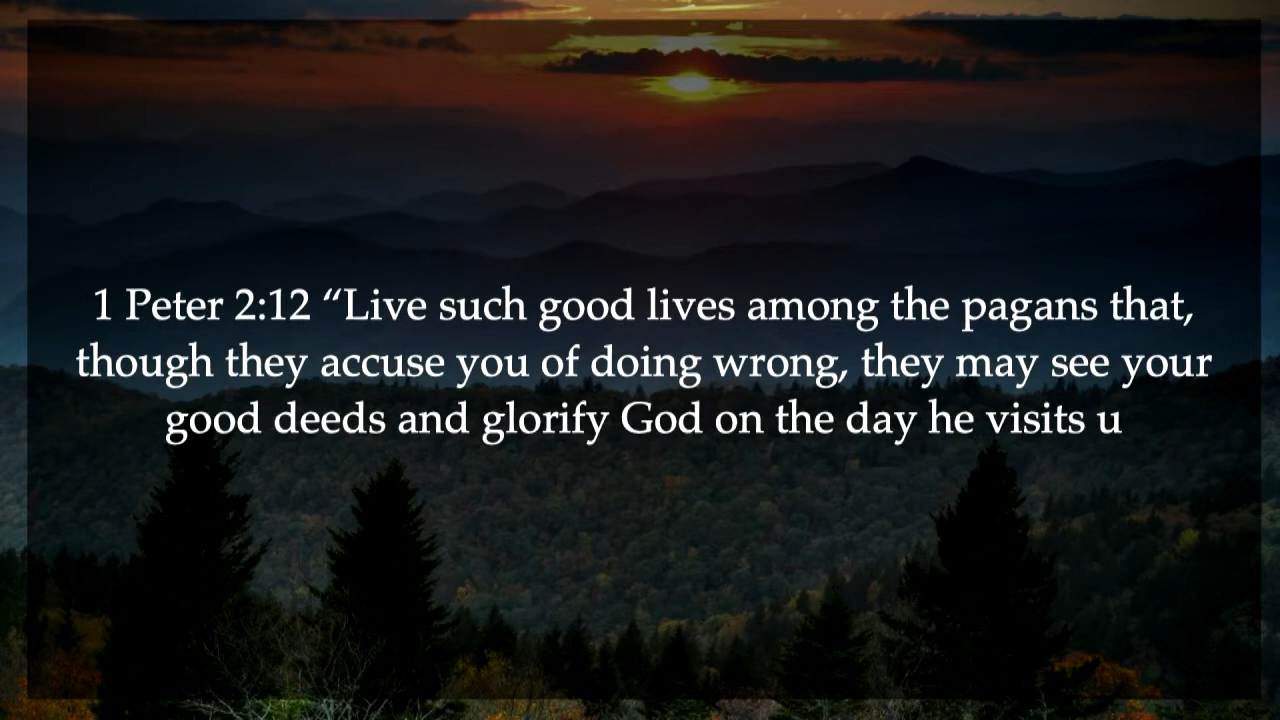 1 Peter 2:12 “Live such good lives among the pagans that,
though they accuse you of doing wrong, they may see your
good deeds and glorify God on the day he visits u